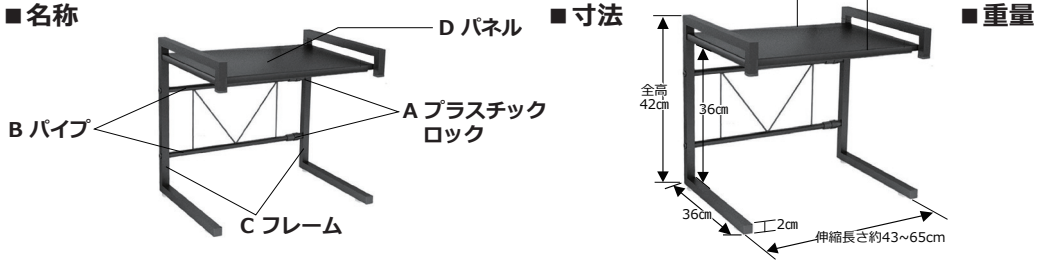 ■名称
D パネル
A プラスチック
ロック
B パイプ
C フレーム
■寸法
全高
42㎝
36㎝
36㎝
2㎝
伸縮長さ約43~65cm
■重量